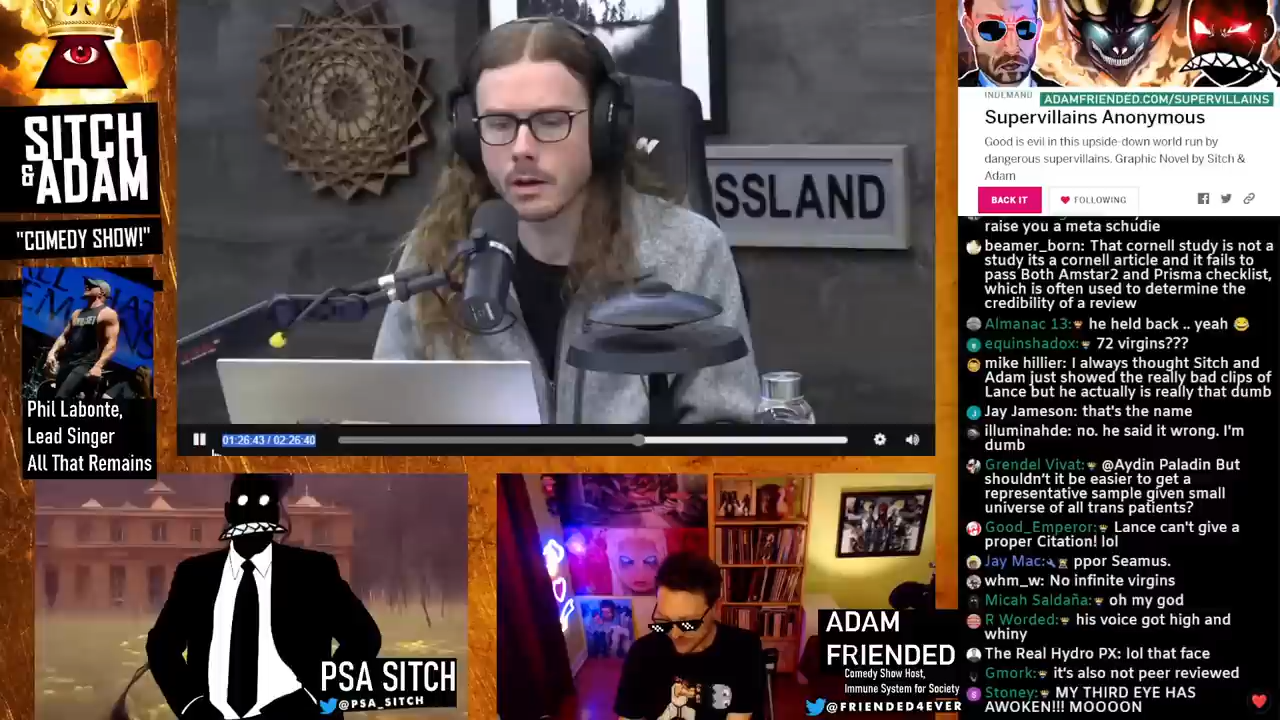 SITCH
& ADAM
"COMEDY SHOW!"
Phil Labonte,
Lead Singer
All That Remains
SSLAND
01:26:43 / 02:26:40
PSA SITCH
@PSA_SITCH
ADAM
FRIENDED
Comedy Show Host,
Immune System for Society
@FRIENDED4EVER
INDEMAND
ADAMFRIENDED.COM/SUPERVILLAINS
Supervillains Anonymous
Good is evil in this upside-down world run by
dangerous supervillains. Graphic Novel by Sitch &
Adam
BACK IT
FOLLOWING
raise you a meta schudie
beamer_born: That cornell study is not a
study its a cornell article and it fails to
pass Both Amstar2 and Prisma checklist,
which is often used to determine the
credibility of a review
Almanac 13: he held back .. yeah 😂
equinshadox: 72 virgins???
mike hillier: I always thought Sitch and
Adam just showed the really bad clips of
Lance but he actually is really that dumb
Jay Jameson: that's the name
illuminahde: no. he said it wrong. I'm
dumb
Grendel Vivat: @Aydin Paladin But
shouldn't it be easier to get a
representative sample given small
universe of all trans patients?
Good_Emperor: Lance can't give a
proper Citation! lol
Jay Mac: ppor Seamus.
whm_w: No infinite virgins
Micah Saldaña: oh my god
R Worded: his voice got high and
whiny
The Real Hydro PX: lol that face
Gmork: it's also not peer reviewed
Stoney: MY THIRD EYE HAS
AWOKEN!!! MOOOON